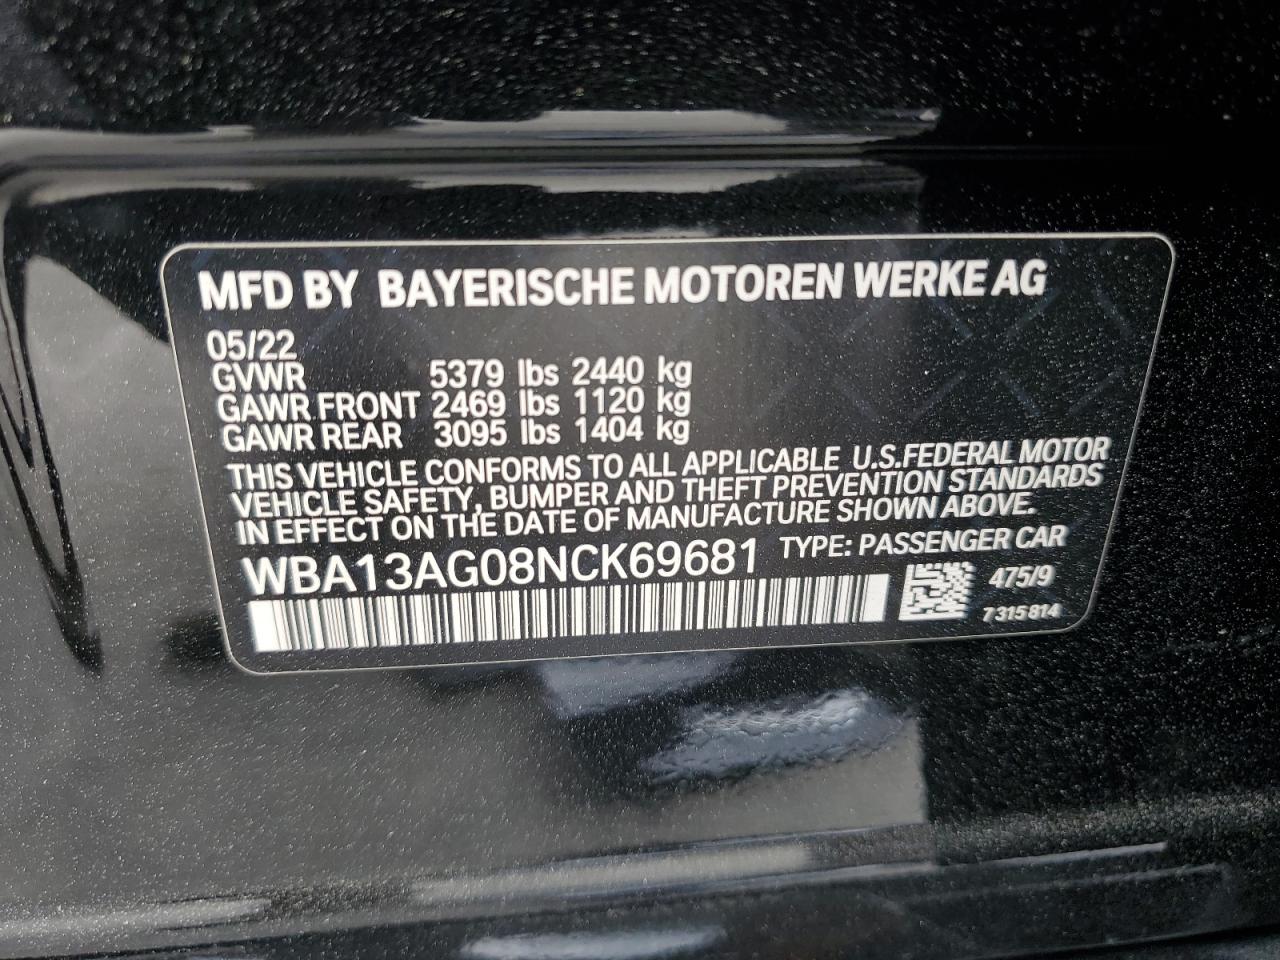 MFD BY BAYERISCHE MOTOREN WERKE AG
05/22
GVWR 5379 lbs 2440 kg
GAWR FRONT 2469 lbs 1120 kg
GAWR REAR 3095 lbs 1404 kg
THIS VEHICLE CONFORMS TO ALL APPLICABLE U.S.FEDERAL MOTOR
VEHICLE SAFETY, BUMPER AND THEFT PREVENTION STANDARDS
IN EFFECT ON THE DATE OF MANUFACTURE SHOWN ABOVE.
WBA13AG08NCK69681 TYPE: PASSENGER CAR
475/9
7315814